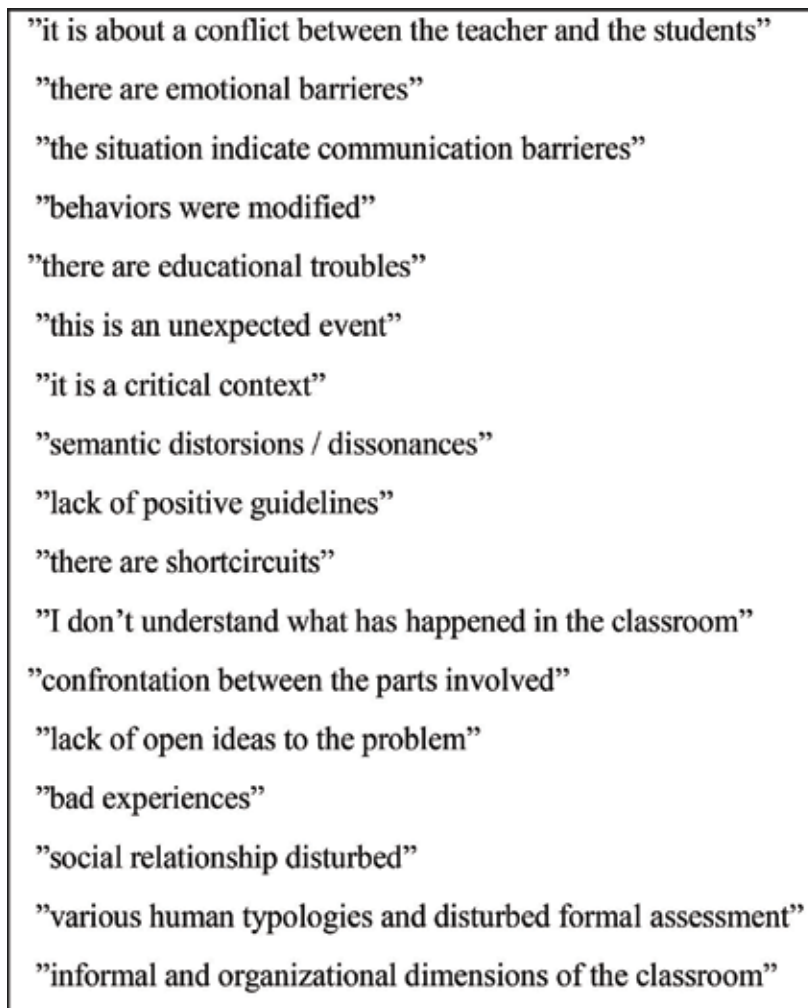 ”it is about a conflict between the teacher and the students”
”there are emotional barrieres”
”the situation indicate communication barrieres”
”behaviors were modified”
”there are educational troubles”
”this is an unexpected event”
”it is a critical context”
”semantic distorsions / dissonances”
”lack of positive guidelines”
”there are shortcircuits”
”I don’t understand what has happened in the classroom”
”confrontation between the parts involved”
”lack of open ideas to the problem”
”bad experiences”
”social relationship disturbed”
”various human typologies and disturbed formal assessment”
”informal and organizational dimensions of the classroom”